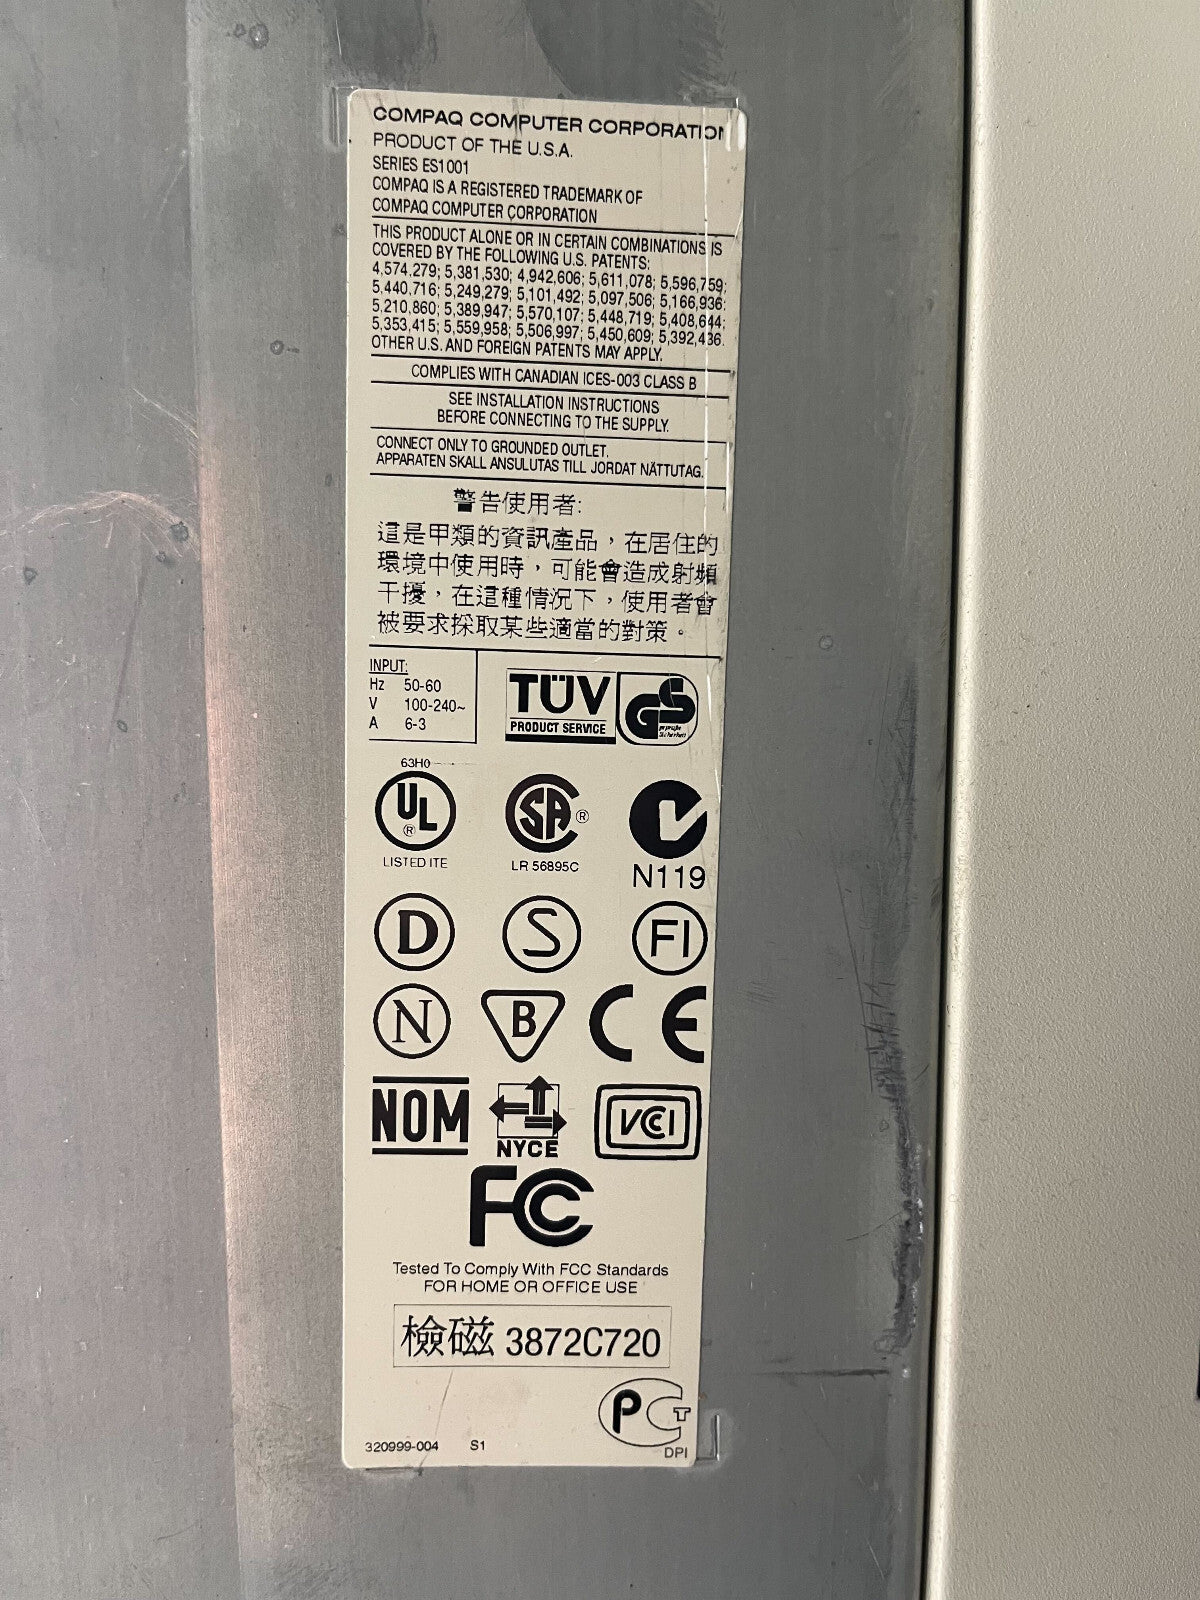 COMPAQ COMPUTER CORPORATION
PRODUCT OF THE U.S.A.
SERIES ES1001
COMPAQ IS A REGISTERED TRADEMARK OF
COMPAQ COMPUTER CORPORATION
THIS PRODUCT ALONE OR IN CERTAIN COMBINATIONS IS
COVERED BY THE FOLLOWING U.S. PATENTS:
4,574,279; 5,381,530; 4,942,606; 5,611,078; 5,596,759;
5,440,716; 5,249,279; 5,101,492; 5,097,506; 5,166,936;
5,210,860; 5,389,947; 5,570,107; 5,448,719; 5,408,644;
5,353,415; 5,559,958; 5,506,997; 5,450,609; 5,392,436.
OTHER U.S. AND FOREIGN PATENTS MAY APPLY.
COMPLIES WITH CANADIAN ICES-003 CLASS B
SEE INSTALLATION INSTRUCTIONS
BEFORE CONNECTING TO THE SUPPLY.
CONNECT ONLY TO GROUNDED OUTLET.
APPARATEN SKALL ANSULUTAS TILL JORDAT NÄTTUTAG.
警告使用者:
這是甲類的資訊產品，在居住的
環境中使用時，可能會造成射頻
干擾，在這種情況下，使用者會
被要求採取某些適當的對策。
INPUT:
Hz 50-60
V 100-240~
A 6-3
TÜV
PRODUCT SERVICE
GS
geprüfte
Sicherheit
63H0
UL ®
LISTED ITE
SA ®
LR 56895C
N119
D
S
FI
N
B
CE
NOM
NYCE
VCCI
FC
Tested To Comply With FCC Standards
FOR HOME OR OFFICE USE
檢磁 3872C720
PCT
DPI
320999-004 S1